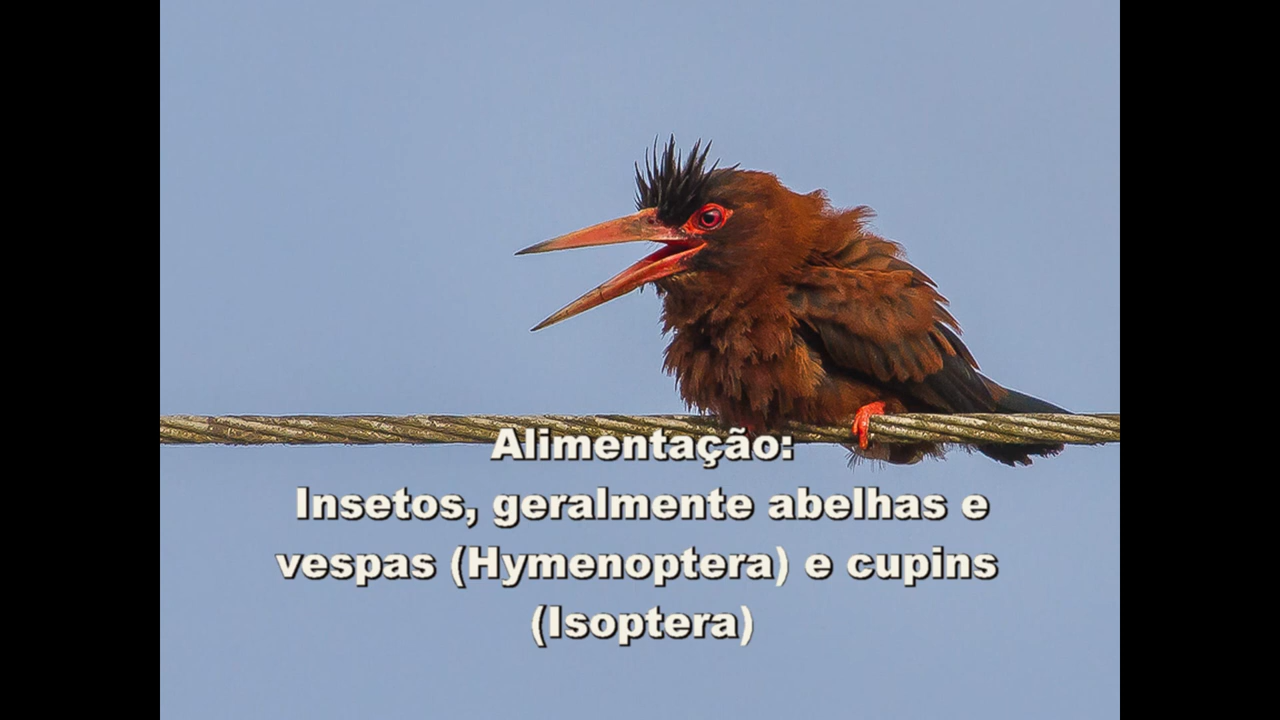 Alimentação:
Insetos, geralmente abelhas e
vespas (Hymenoptera) e cupins
(Isoptera)